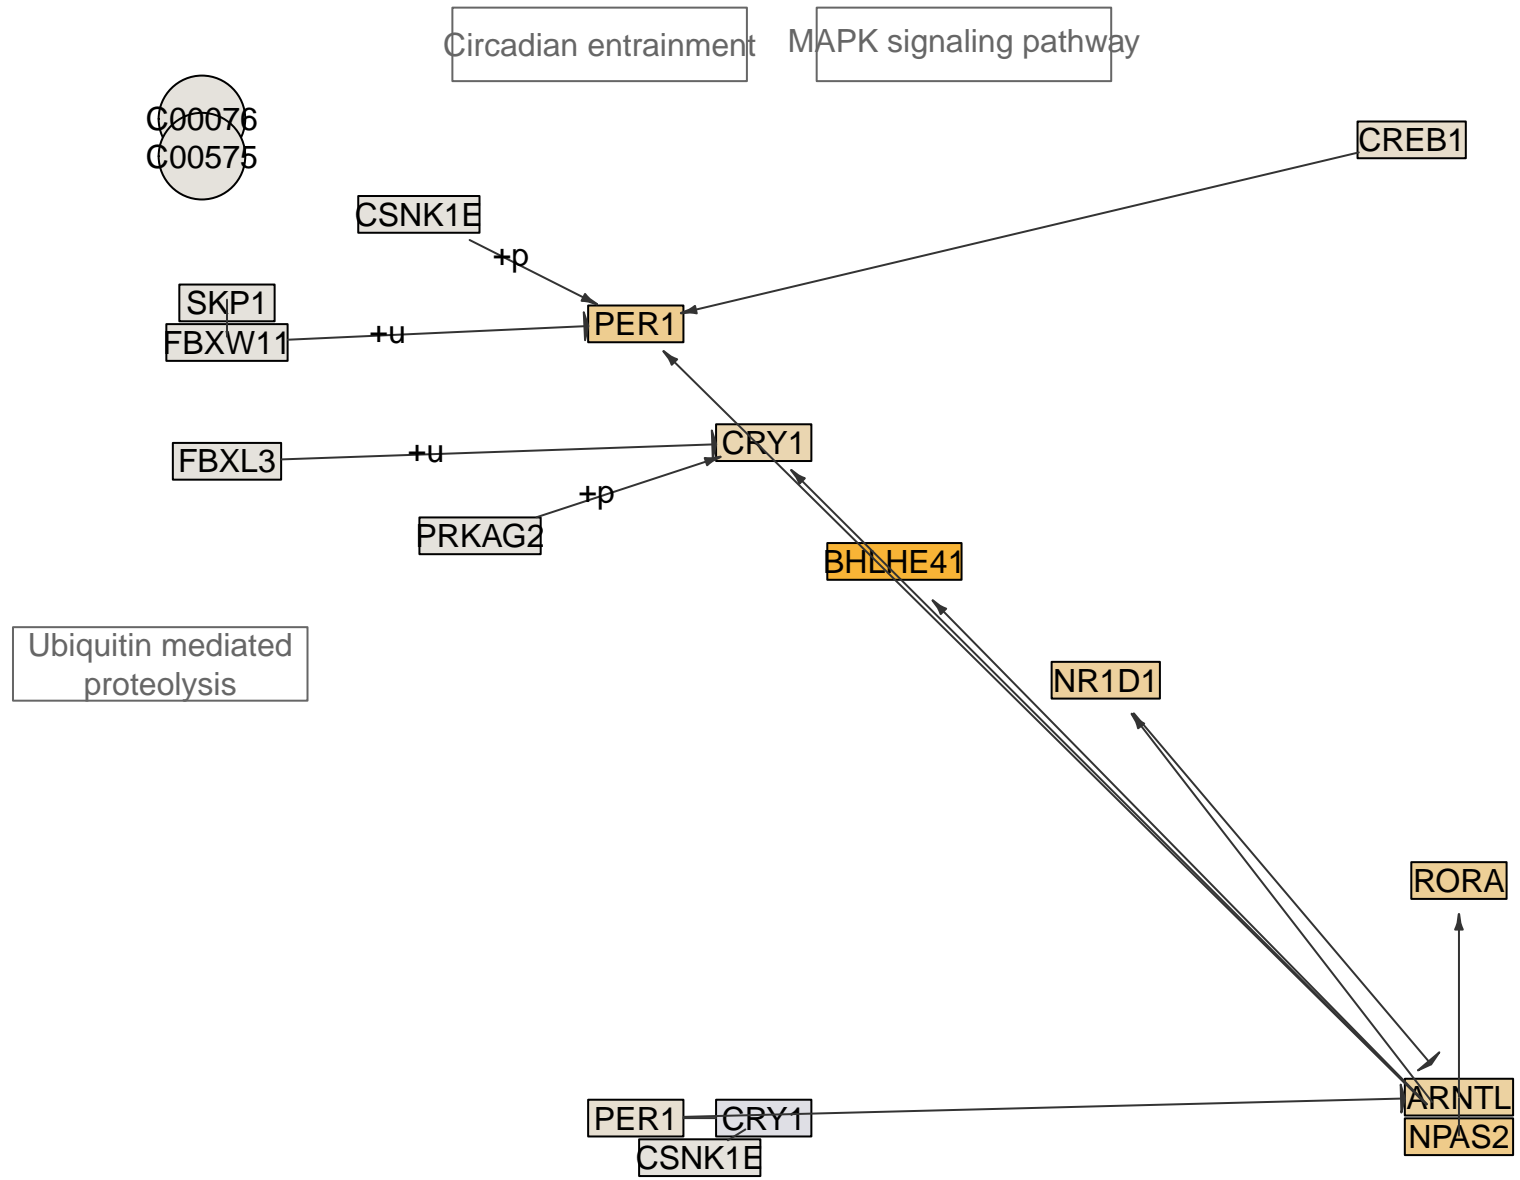 Circadian entrainment
MAPK signaling pathway
C00076
C00575
CREB1
CSNK1E
+p
SKP1
FBXW11
+u
PER1
FBXL3
+u
CRY1
+p
PRKAG2
BHLHE41
Ubiquitin mediated
proteolysis
NR1D1
RORA
ARNTL
NPAS2
PER1
CRY1
CSNK1E